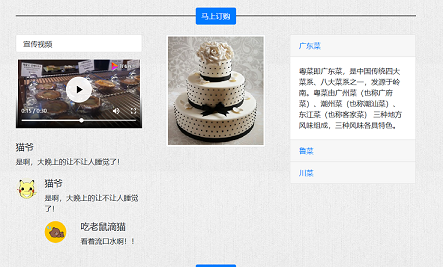 马上订购
宣传视频
0:15 / 0:30
猫爷
是啊，大晚上的让不让人睡觉了！
猫爷
是啊，大晚上的让不让人睡觉
了！
吃老鼠滴猫
看着流口水啊！！
广东菜
粤菜即广东菜，是中国传统四大
菜系、八大菜系之一，发源于岭
南。粤菜由广州菜（也称广府
菜）、潮州菜（也称潮汕菜）、
东江菜（也称客家菜） 三种地方
风味组成，三种风味各具特色。
鲁菜
川菜